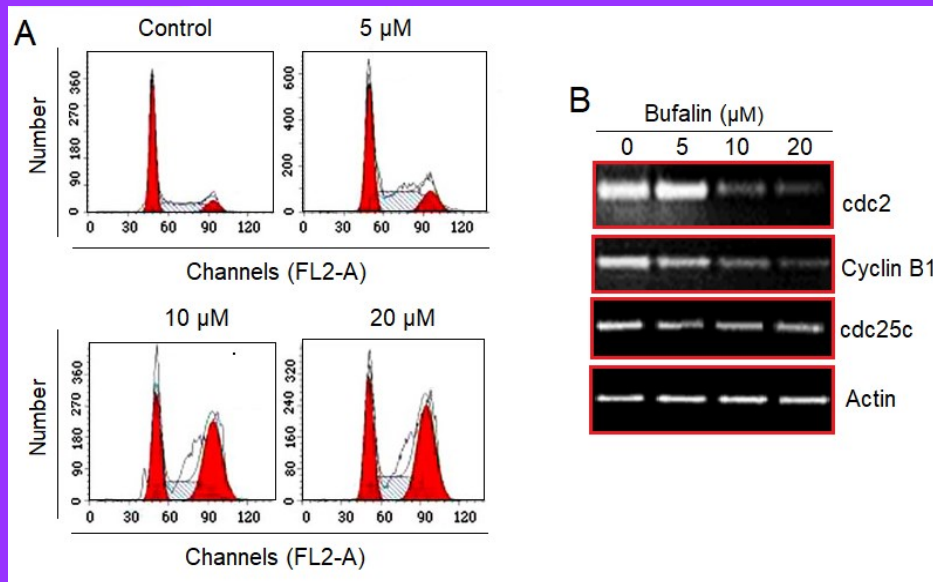 A
Control
5 µM
Number
360
270
180
90
0
0 30 60 90 120
600
400
200
0
0 30 60 90 120
Channels (FL2-A)
10 µM
20 µM
Number
360
270
180
90
0
0 30 60 90 120
320
240
160
80
0
0 30 60 90 120
Channels (FL2-A)
B
Bufalin (µM)
0 5 10 20
cdc2
Cyclin B1
cdc25c
Actin